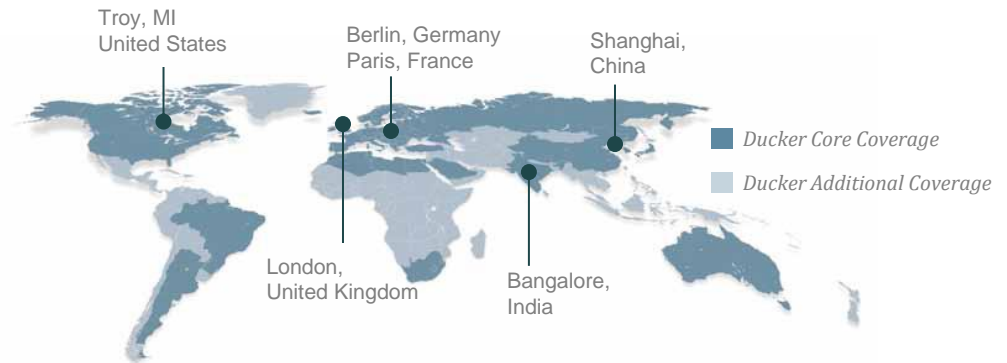 Troy, MI
United States
Berlin, Germany
Paris, France
Shanghai,
China
Ducker Core Coverage
Ducker Additional Coverage
London,
United Kingdom
Bangalore,
India